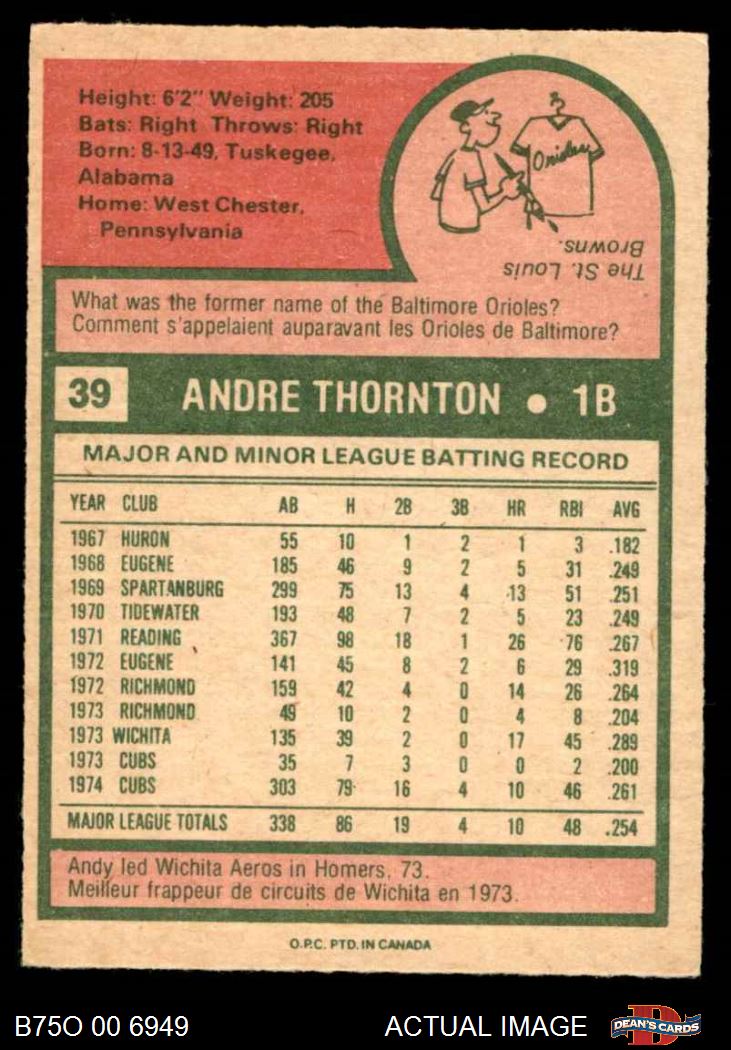 Height: 6'2" Weight: 205
Bats: Right Throws: Right
Born: 8-13-49, Tuskegee,
Alabama
Home: West Chester,
Pennsylvania
Orioles
The St. Louis
Browns.
What was the former name of the Baltimore Orioles?
Comment s'appelaient auparavant les Orioles de Baltimore?
39 ANDRE THORNTON • 1B
MAJOR AND MINOR LEAGUE BATTING RECORD
YEAR CLUB AB H 2B 3B HR RBI AVG
1967 HURON 55 10 1 2 1 3 .182
1968 EUGENE 185 46 9 2 5 31 .249
1969 SPARTANBURG 299 75 13 4 13 51 .251
1970 TIDEWATER 193 48 7 2 5 23 .249
1971 READING 367 98 18 1 26 76 .267
1972 EUGENE 141 45 8 2 6 29 .319
1972 RICHMOND 159 42 4 0 14 26 .264
1973 RICHMOND 49 10 2 0 4 8 .204
1973 WICHITA 135 39 2 0 17 45 .289
1973 CUBS 35 7 3 0 0 2 .200
1974 CUBS 303 79 16 4 10 46 .261
MAJOR LEAGUE TOTALS 338 86 19 4 10 48 .254
Andy led Wichita Aeros in Homers, 73.
Meilleur frappeur de circuits de Wichita en 1973.
O.P.C. PTD. IN CANADA
B75O 00 6949 ACTUAL IMAGE DEAN'S CARDS